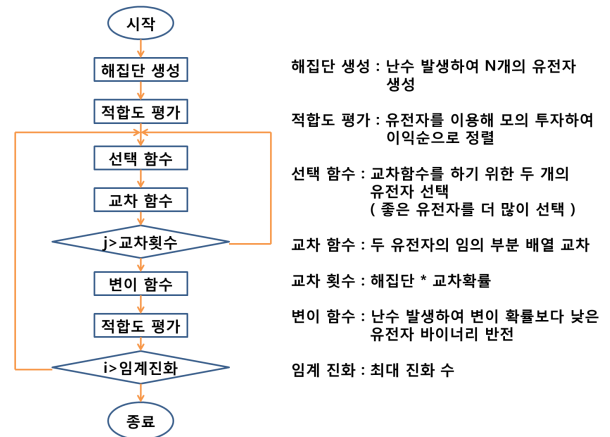 시작
해집단 생성
적합도 평가
선택 함수
교차 함수
j>교차횟수
변이 함수
적합도 평가
i>임계진화
종료
해집단 생성 : 난수 발생하여 N개의 유전자
생성
적합도 평가 : 유전자를 이용해 모의 투자하여
이익순으로 정렬
선택 함수 : 교차함수를 하기 위한 두 개의
유전자 선택
( 좋은 유전자를 더 많이 선택 )
교차 함수 : 두 유전자의 임의 부분 배열 교차
교차 횟수 : 해집단 * 교차확률
변이 함수 : 난수 발생하여 변이 확률보다 낮은
유전자 바이너리 반전
임계 진화 : 최대 진화 수